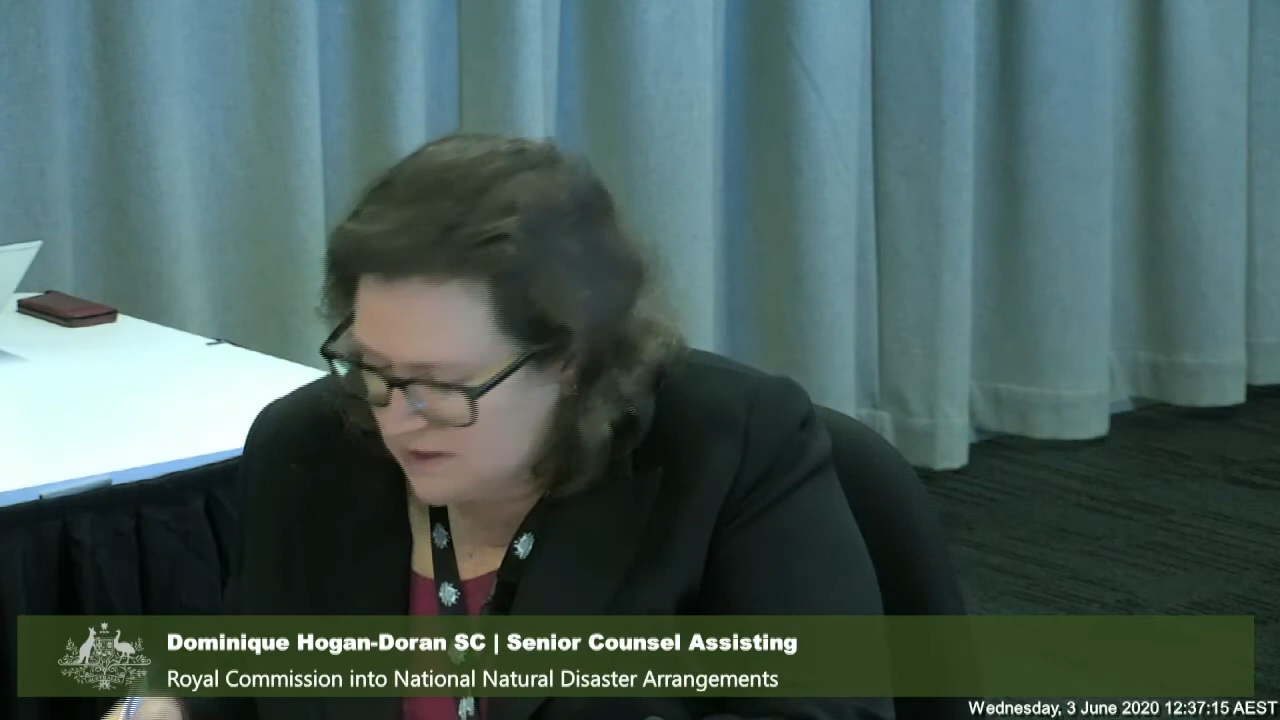 Dominique Hogan-Doran SC | Senior Counsel Assisting
Royal Commission into National Natural Disaster Arrangements
Wednesday, 3 June 2020 12:37:15 AEST